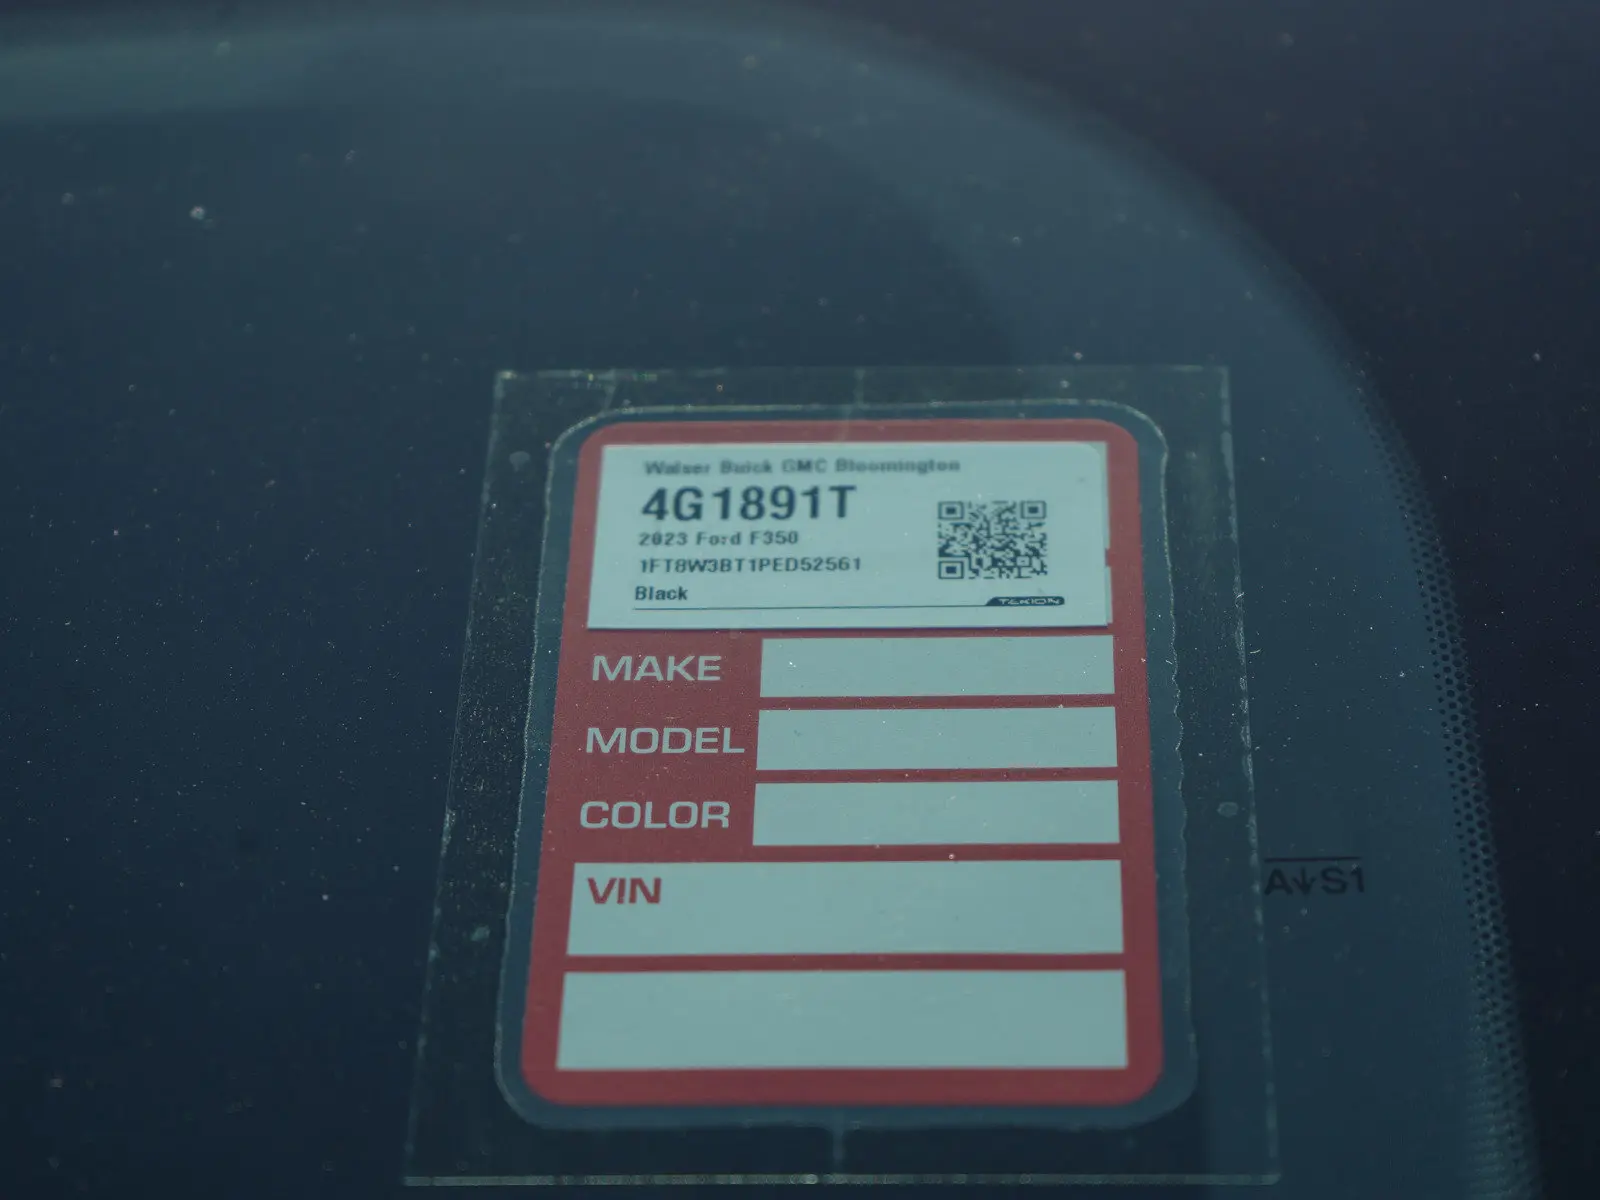 Walser Buick GMC Bloomington
4G1891T
2023 Ford F350
1FT8W3BT1PED52561
Black
TEKION
MAKE
MODEL
COLOR
VIN
A↓S1